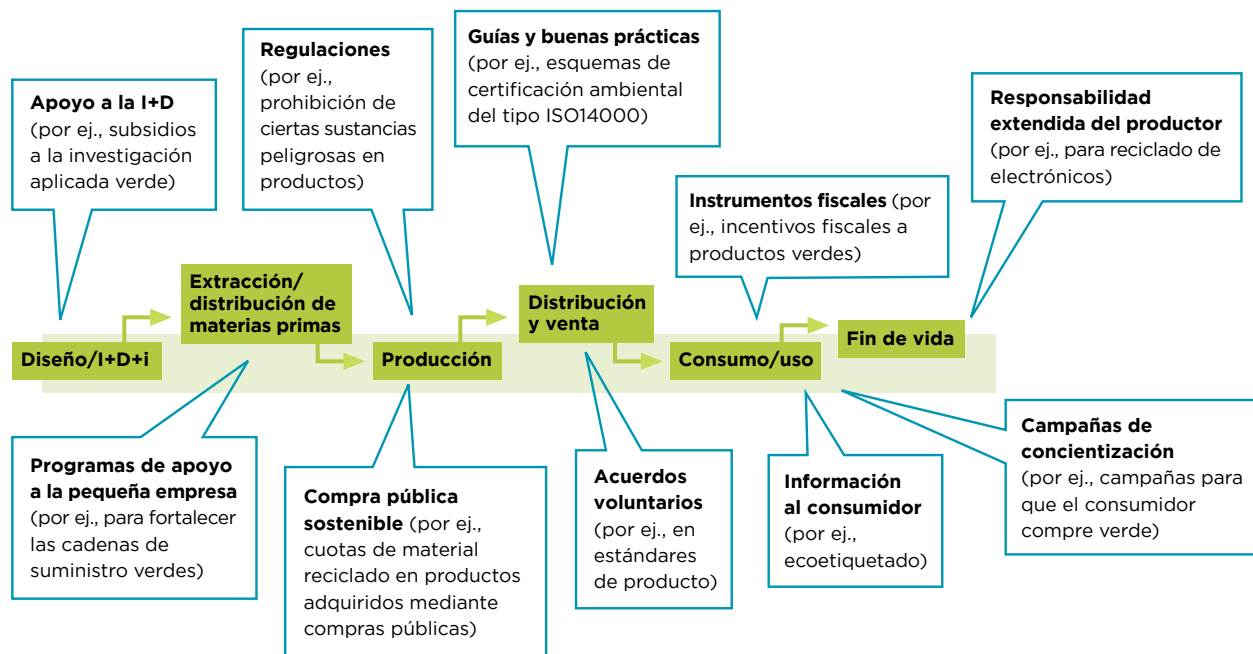 Apoyo a la I+D
(por ej., subsidios
a la investigación
aplicada verde)
Regulaciones
(por ej.,
prohibición de
ciertas sustancias
peligrosas en
productos)
Guías y buenas prácticas
(por ej., esquemas de
certificación ambiental
del tipo ISO14000)
Instrumentos fiscales (por
ej., incentivos fiscales a
productos verdes)
Responsabilidad
extendida del productor
(por ej., para reciclado de
electrónicos)
Diseño/I+D+i
Extracción/
distribución de
materias primas
Producción
Distribución
y venta
Consumo/uso
Fin de vida
Programas de apoyo
a la pequeña empresa
(por ej., para fortalecer
las cadenas de
suministro verdes)
Compra pública
sostenible (por ej.,
cuotas de material
reciclado en productos
adquiridos mediante
compras públicas)
Acuerdos
voluntarios
(por ej., en
estándares
de producto)
Información
al consumidor
(por ej.,
ecoetiquetado)
Campañas de
concientización
(por ej., campañas para
que el consumidor
compre verde)